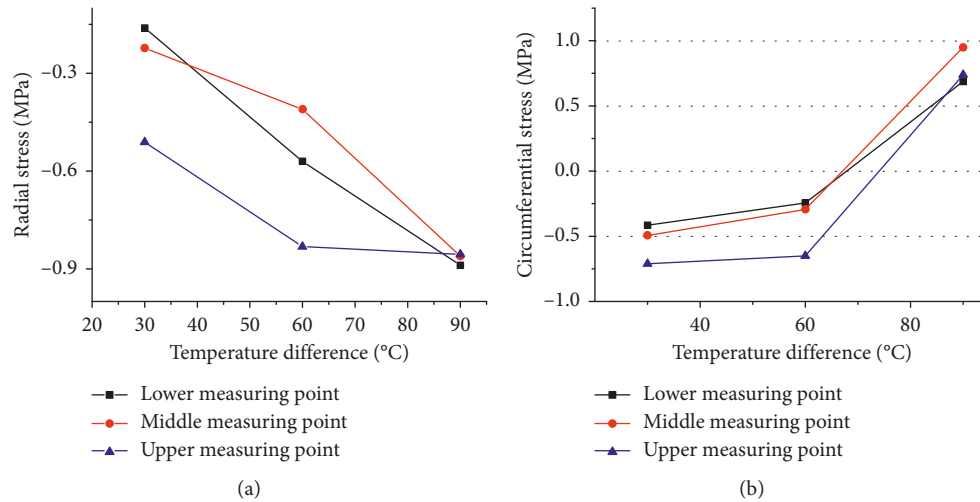 Radial stress (MPa)
−0.3
−0.6
−0.9
20 30 40 50 60 70 80 90
Temperature difference (°C)
Lower measuring point
Middle measuring point
Upper measuring point
(a)
Circumferential stress (MPa)
1.0
0.5
0.0
−0.5
−1.0
40 60 80
Temperature difference (°C)
Lower measuring point
Middle measuring point
Upper measuring point
(b)